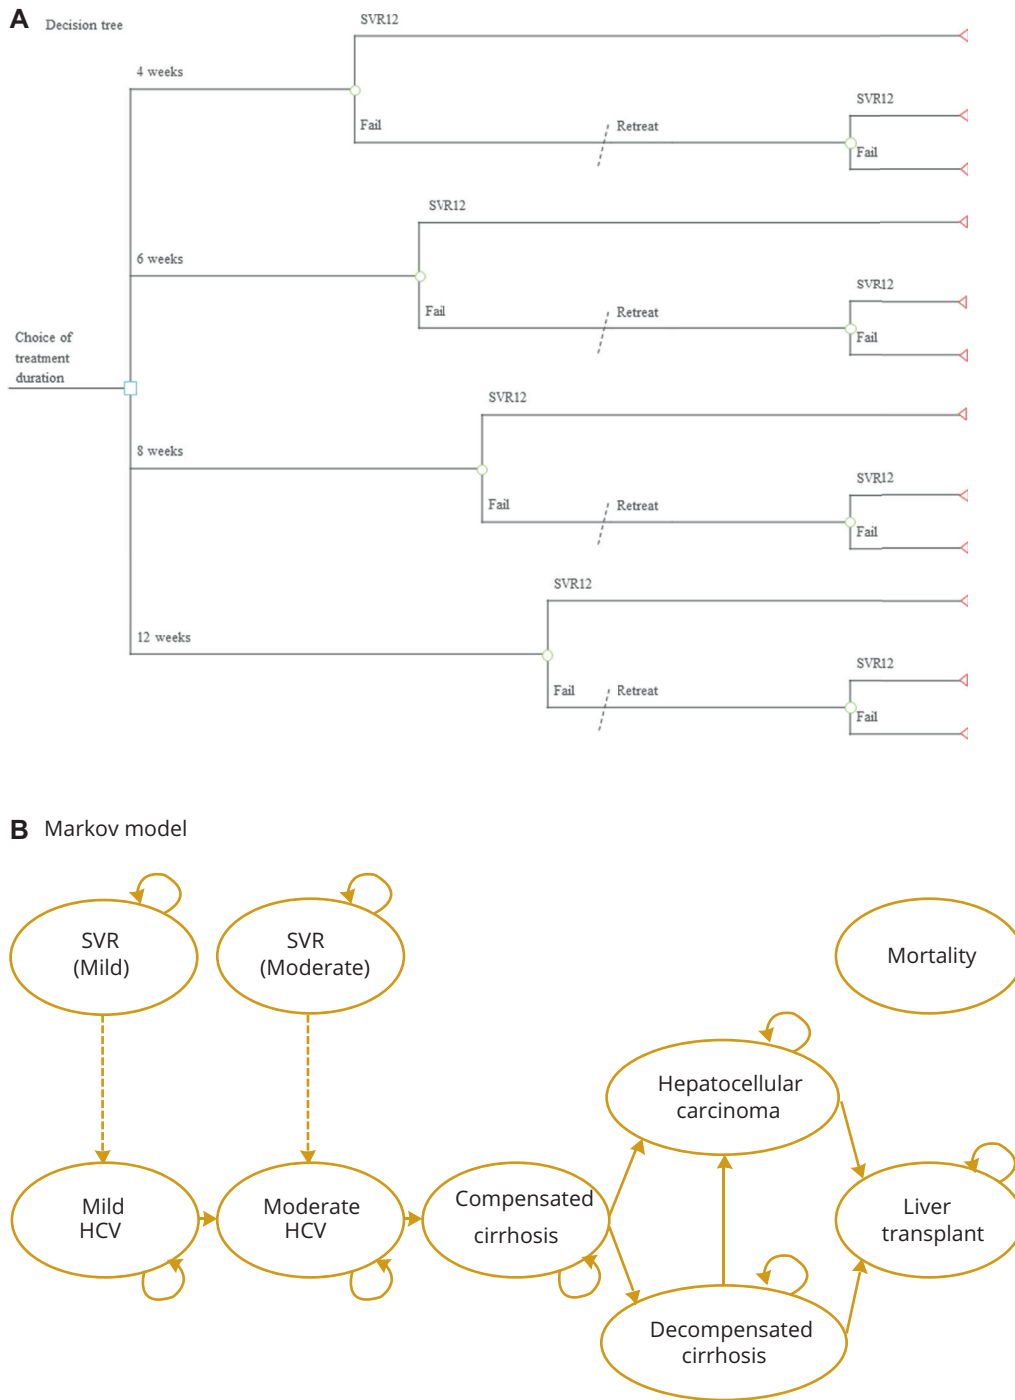 A Decision tree
SVR12
4 weeks
Fail
Retreat
SVR12
Fail
SVR12
6 weeks
Fail
Retreat
SVR12
Fail
Choice of
treatment
duration
SVR12
8 weeks
Fail
Retreat
SVR12
Fail
SVR12
12 weeks
Fail
Retreat
SVR12
Fail
B Markov model
SVR
(Mild)
SVR
(Moderate)
Mortality
Hepatocellular
carcinoma
Mild
HCV
Moderate
HCV
Compensated
cirrhosis
Liver
transplant
Decompensated
cirrhosis